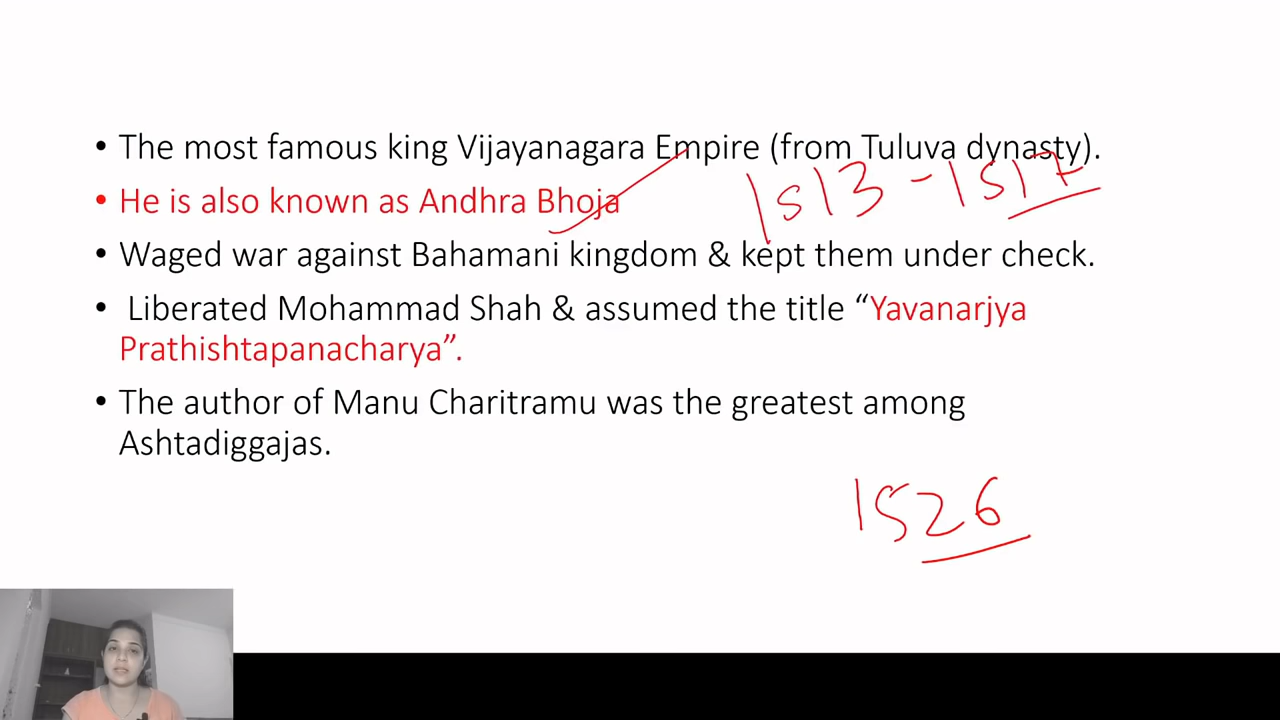 • The most famous king Vijayanagara Empire (from Tuluva dynasty).
• He is also known as Andhra Bhoja
1513 - 1517
• Waged war against Bahamani kingdom & kept them under check.
• Liberated Mohammad Shah & assumed the title “Yavanarjya
Prathishtapanacharya”.
• The author of Manu Charitramu was the greatest among
Ashtadiggajas.
1526